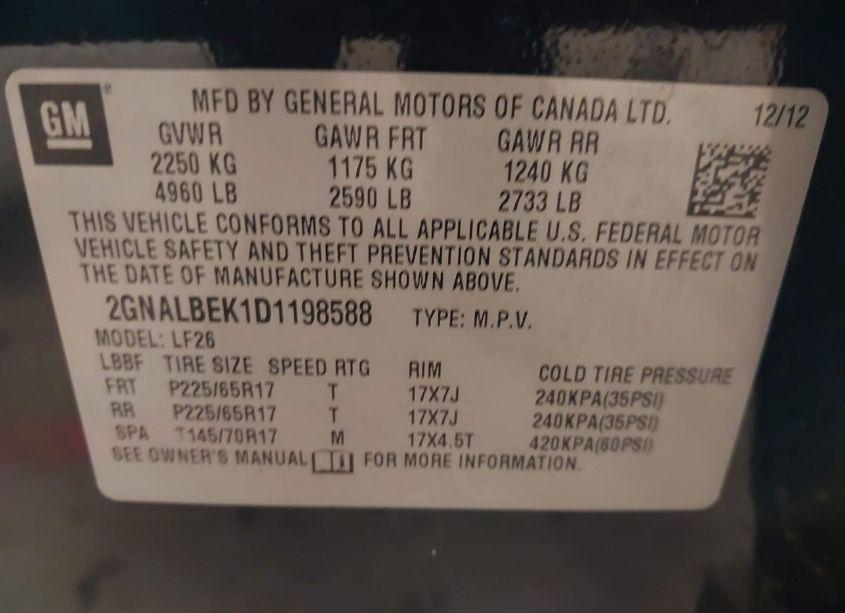 GM® MFD BY GENERAL MOTORS OF CANADA LTD. 12/12
GVWR GAWR FRT GAWR RR
2250 KG 1175 KG 1240 KG
4960 LB 2590 LB 2733 LB
THIS VEHICLE CONFORMS TO ALL APPLICABLE U.S. FEDERAL MOTOR
VEHICLE SAFETY AND THEFT PREVENTION STANDARDS IN EFFECT ON
THE DATE OF MANUFACTURE SHOWN ABOVE.
2GNALBEK1D1198588 TYPE: M.P.V.
MODEL: LF26
LBBF TIRE SIZE SPEED RTG RIM COLD TIRE PRESSURE
FRT P225/65R17 T 17X7J 240KPA(35PSI)
RR P225/65R17 T 17X7J 240KPA(35PSI)
SPA T145/70R17 M 17X4.5T 420KPA(60PSI)
SEE OWNER'S MANUAL FOR MORE INFORMATION.